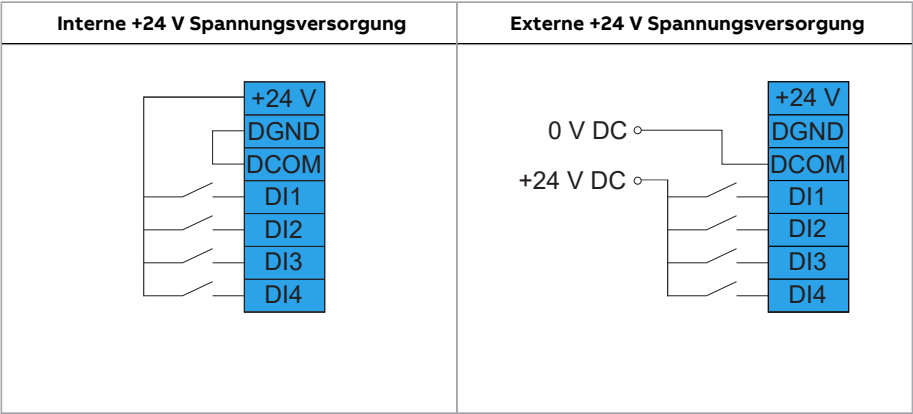 Interne +24 V Spannungsversorgung
Externe +24 V Spannungsversorgung
+24 V
DGND
DCOM
DI1
DI2
DI3
DI4
0 V DC
+24 V DC
+24 V
DGND
DCOM
DI1
DI2
DI3
DI4